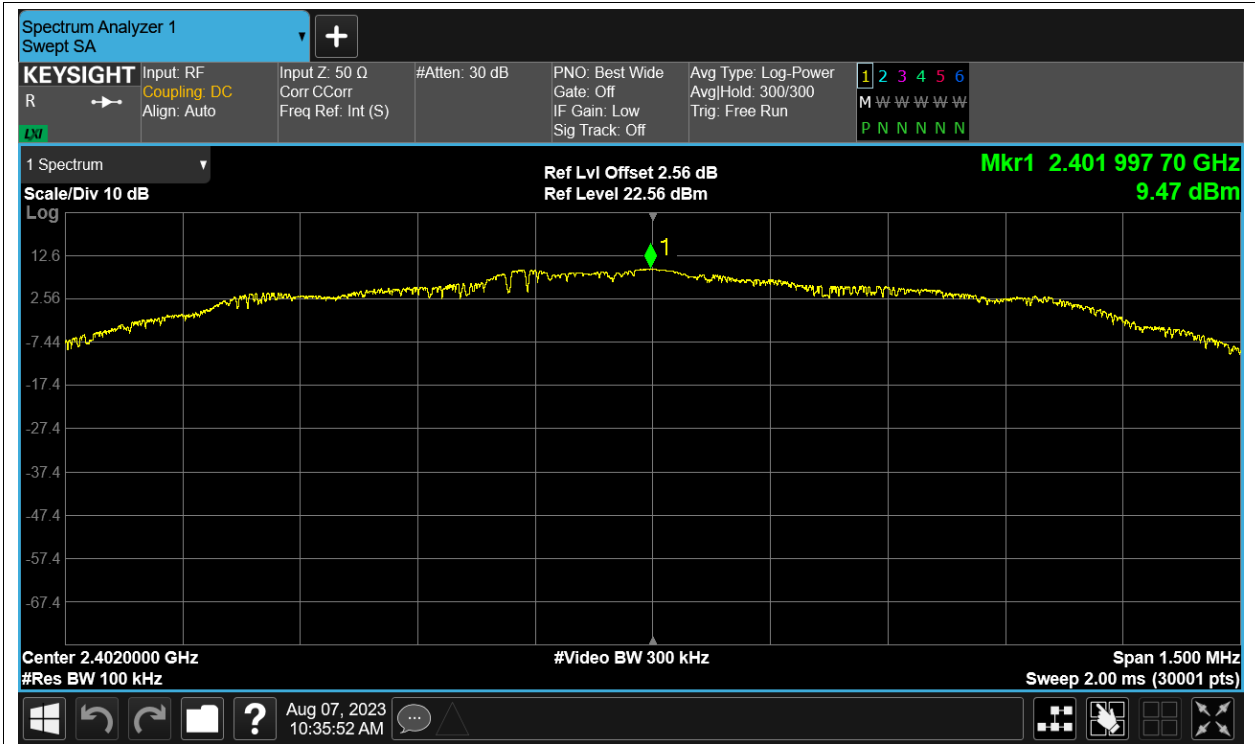 Spectrum Analyzer 1
Swept SA
+
KEYSIGHT
R
LXI
Input: RF
Coupling: DC
Align: Auto
Input Z: 50 Ω
Corr CCorr
Freq Ref: Int (S)
#Atten: 30 dB
PNO: Best Wide
Gate: Off
IF Gain: Low
Sig Track: Off
Avg Type: Log-Power
Avg|Hold: 300/300
Trig: Free Run
1 2 3 4 5 6
M W W W W W
P N N N N N
1 Spectrum
Scale/Div 10 dB
Ref Lvl Offset 2.56 dB
Ref Level 22.56 dBm
Mkr1 2.401 997 70 GHz
9.47 dBm
Log
1
12.6
2.56
-7.44
-17.4
-27.4
-37.4
-47.4
-57.4
-67.4
Center 2.4020000 GHz
#Video BW 300 kHz
Span 1.500 MHz
#Res BW 100 kHz
Sweep 2.00 ms (30001 pts)
?
Aug 07, 2023
10:35:52 AM